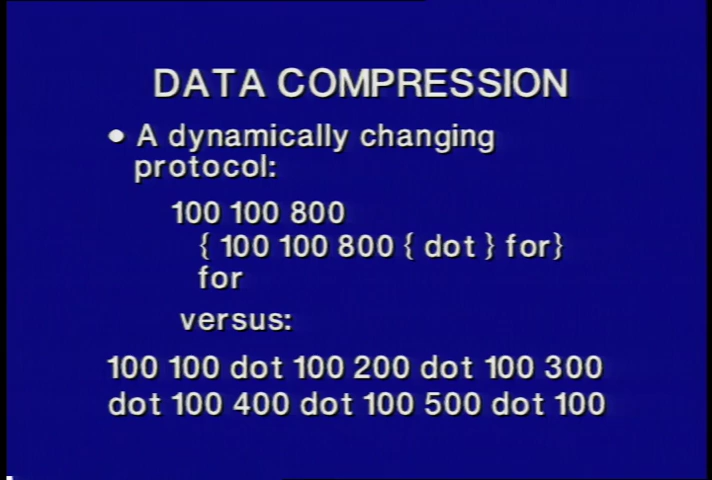 DATA COMPRESSION
• A dynamically changing
protocol:
100 100 800
{ 100 100 800 { dot } for}
for
versus:
100 100 dot 100 200 dot 100 300
dot 100 400 dot 100 500 dot 100